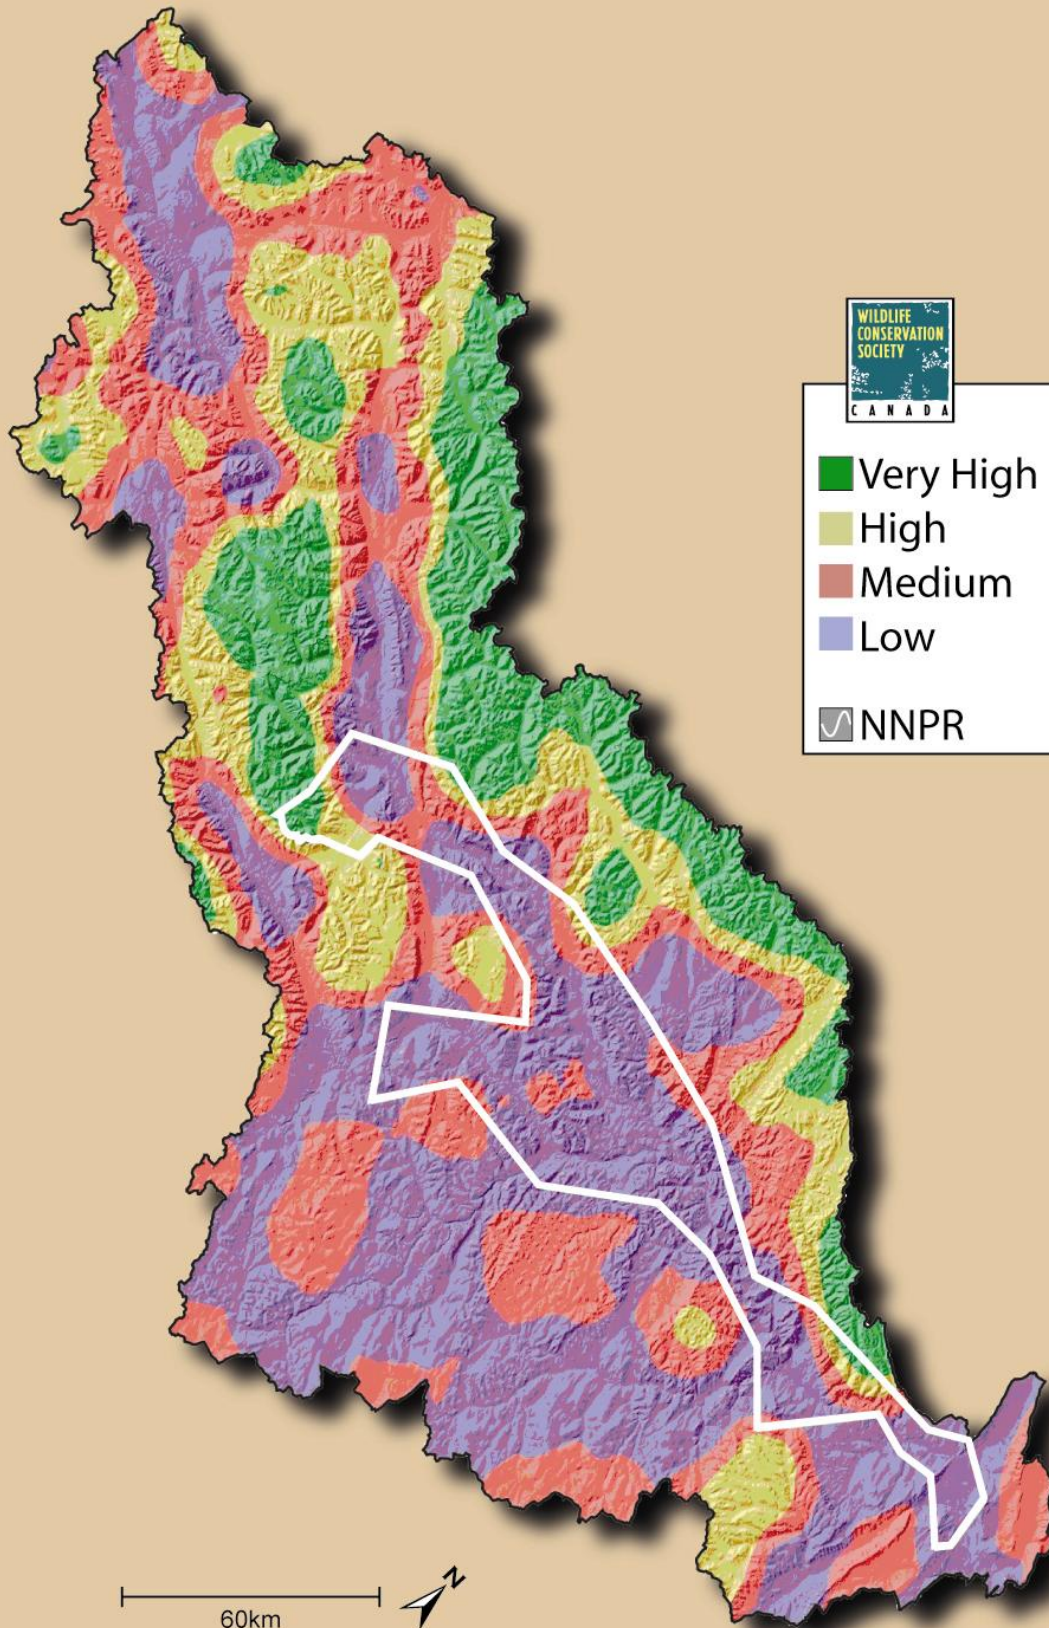 WILDLIFE
CONSERVATION
SOCIETY
CANADA
Very High
High
Medium
Low
NNPR
60km
N